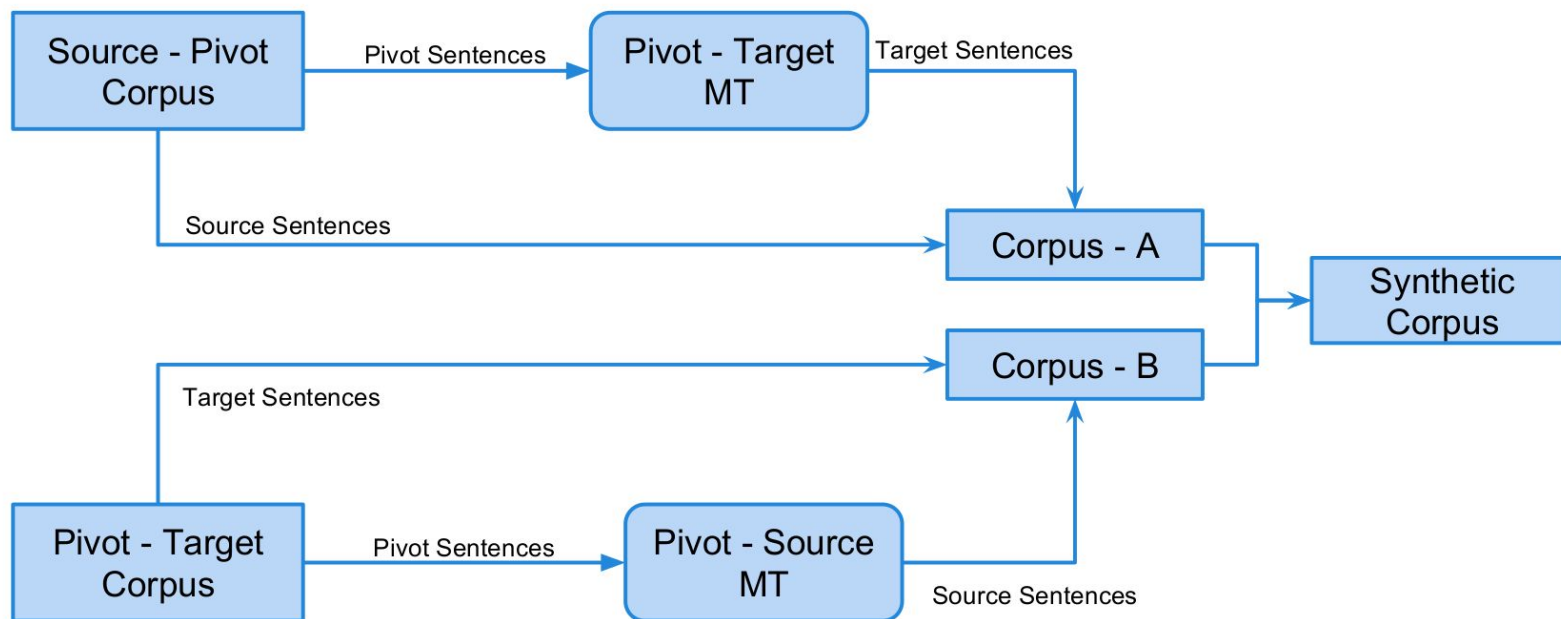 Source - Pivot
Corpus
Pivot Sentences
Pivot - Target
MT
Target Sentences
Source Sentences
Corpus - A
Synthetic
Corpus
Corpus - B
Target Sentences
Pivot - Target
Corpus
Pivot Sentences
Pivot - Source
MT
Source Sentences